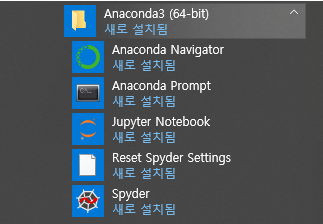 Anaconda3 (64-bit)
새로 설치됨
Anaconda Navigator
새로 설치됨
Anaconda Prompt
새로 설치됨
Jupyter Notebook
새로 설치됨
Reset Spyder Settings
새로 설치됨
Spyder
새로 설치됨